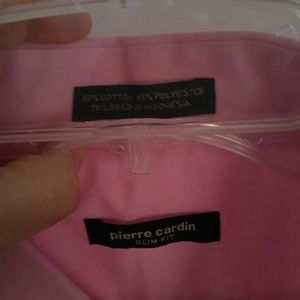 55% COTTON 45% POLYESTER
TAILORED IN INDONESIA
pierre cardin
SLIM FIT